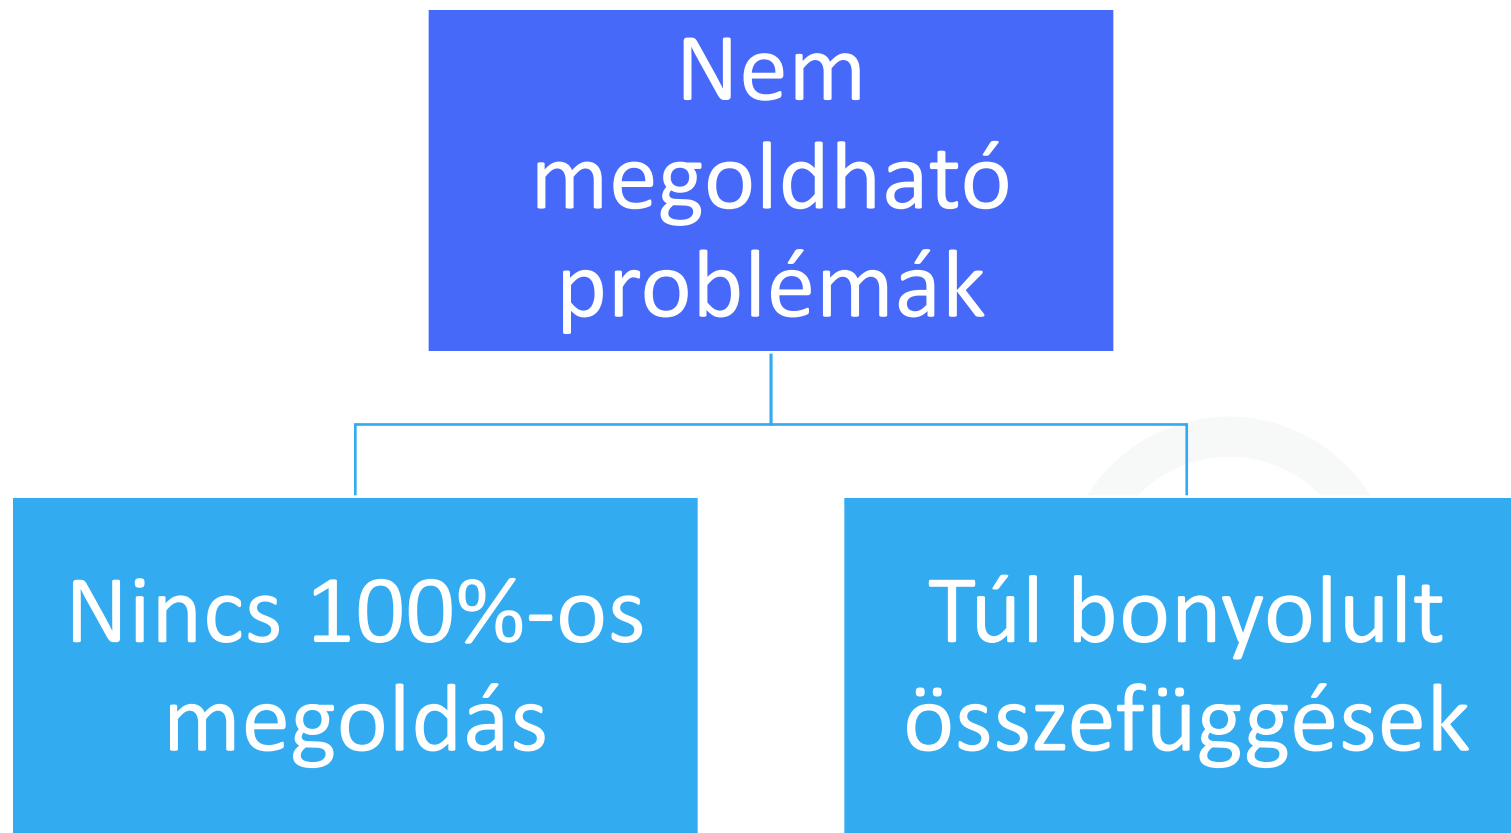 Nem
megoldható
problémák
Nincs 100%-os
megoldás
Túl bonyolult
összefüggések